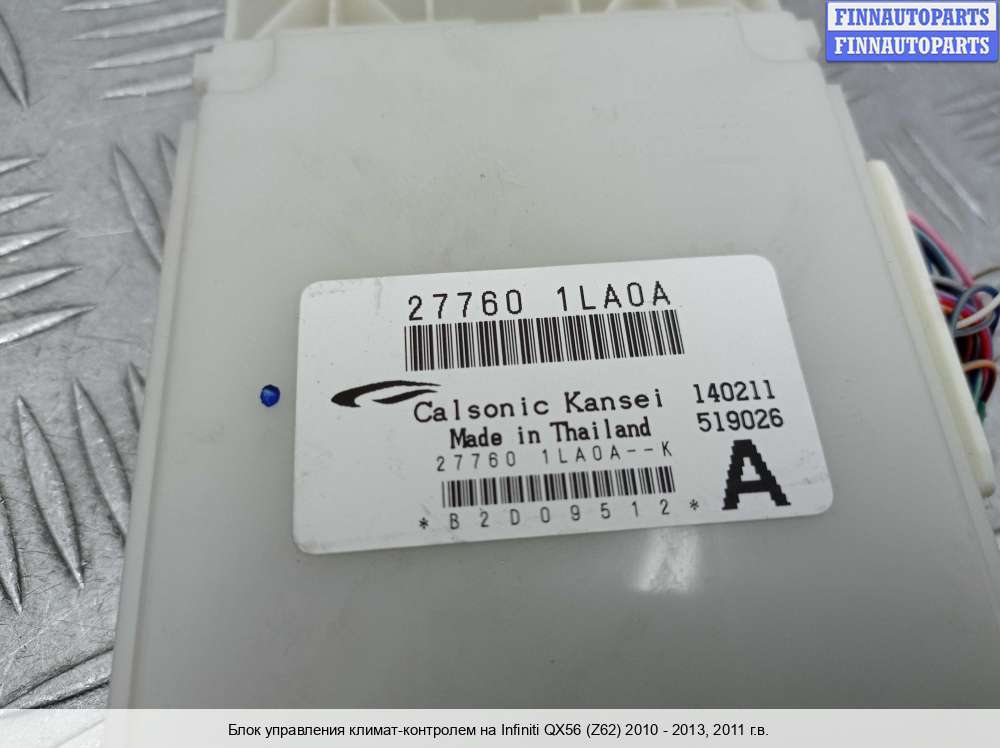 FINNAUTOPARTS
FINNAUTOPARTS
27760 1LA0A
Calsonic Kansei 140211
Made in Thailand 519026
27760 1LA0A--K
A
*B2D09512*
Блок управления климат-контролем на Infiniti QX56 (Z62) 2010 - 2013, 2011 г.в.